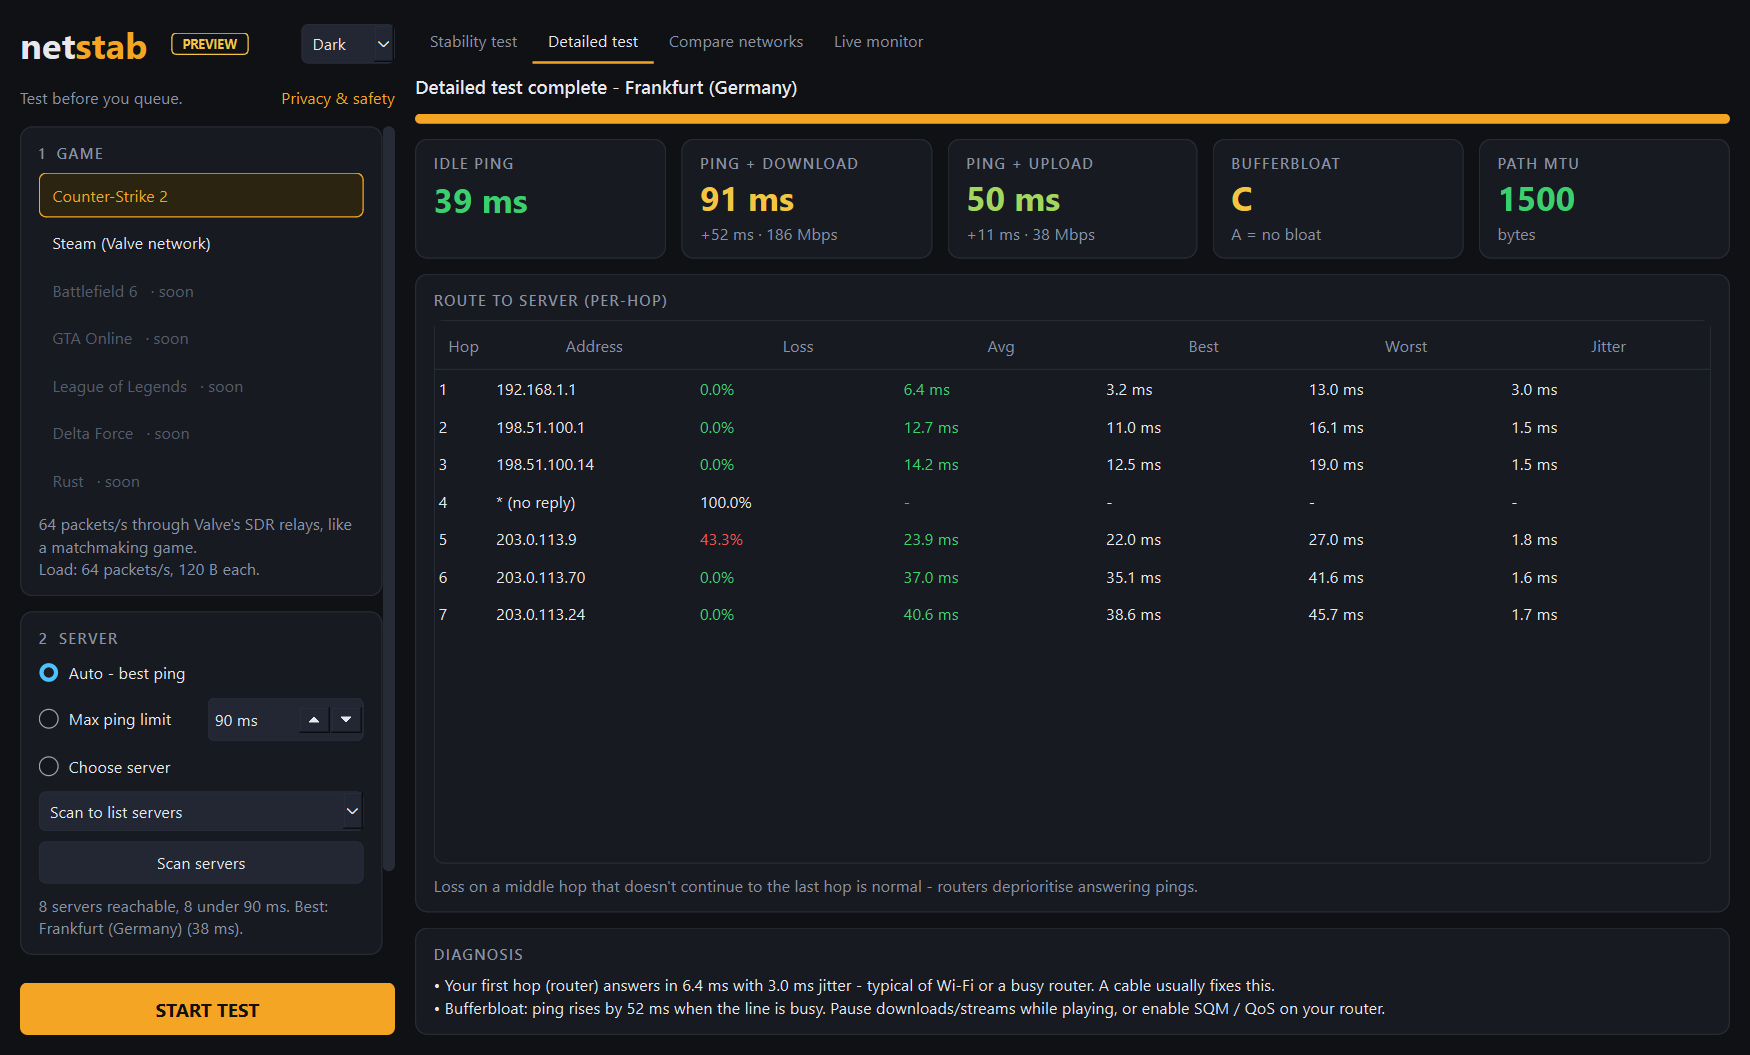 netstab
PREVIEW
Dark
Test before you queue.
Privacy & safety
1 GAME
Counter-Strike 2
Steam (Valve network)
Battlefield 6 · soon
GTA Online · soon
League of Legends · soon
Delta Force · soon
Rust · soon
64 packets/s through Valve's SDR relays, like
a matchmaking game.
Load: 64 packets/s, 120 B each.
2 SERVER
Auto - best ping
Max ping limit 90 ms
Choose server
Scan to list servers
Scan servers
8 servers reachable, 8 under 90 ms. Best:
Frankfurt (Germany) (38 ms).
START TEST
Stability test Detailed test Compare networks Live monitor
Detailed test complete - Frankfurt (Germany)
IDLE PING
39 ms
PING + DOWNLOAD
91 ms
+52 ms · 186 Mbps
PING + UPLOAD
50 ms
+11 ms · 38 Mbps
BUFFERBLOAT
C
A = no bloat
PATH MTU
1500
bytes
ROUTE TO SERVER (PER-HOP)
Hop Address Loss Avg Best Worst Jitter
1 192.168.1.1 0.0% 6.4 ms 3.2 ms 13.0 ms 3.0 ms
2 198.51.100.1 0.0% 12.7 ms 11.0 ms 16.1 ms 1.5 ms
3 198.51.100.14 0.0% 14.2 ms 12.5 ms 19.0 ms 1.5 ms
4 * (no reply) 100.0% - - - -
5 203.0.113.9 43.3% 23.9 ms 22.0 ms 27.0 ms 1.8 ms
6 203.0.113.70 0.0% 37.0 ms 35.1 ms 41.6 ms 1.6 ms
7 203.0.113.24 0.0% 40.6 ms 38.6 ms 45.7 ms 1.7 ms
Loss on a middle hop that doesn't continue to the last hop is normal - routers deprioritise answering pings.
DIAGNOSIS
• Your first hop (router) answers in 6.4 ms with 3.0 ms jitter - typical of Wi-Fi or a busy router. A cable usually fixes this.
• Bufferbloat: ping rises by 52 ms when the line is busy. Pause downloads/streams while playing, or enable SQM / QoS on your router.